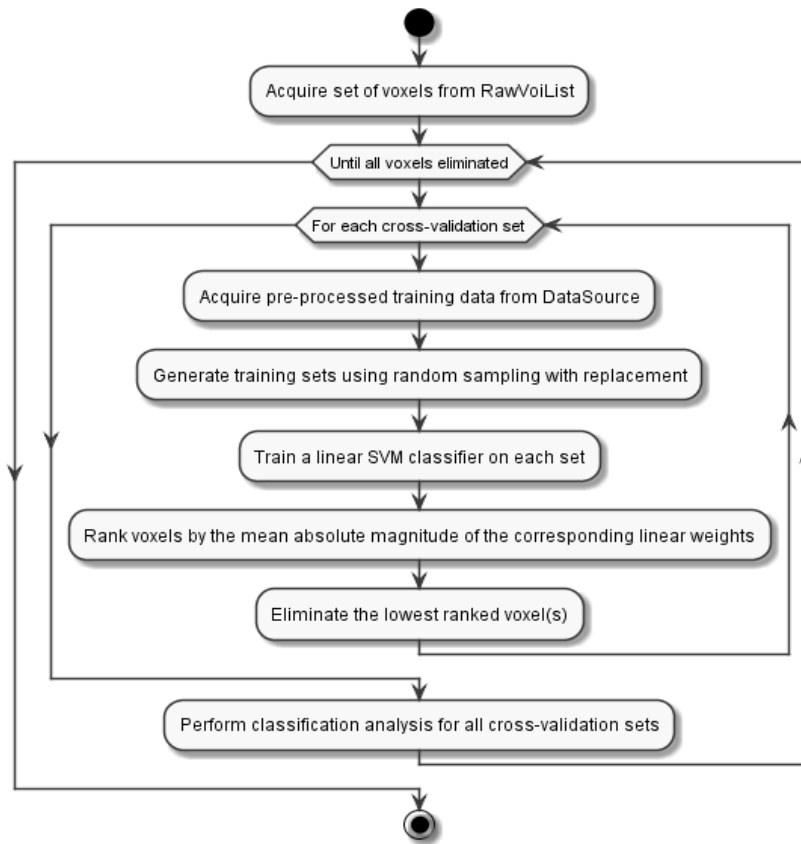 Acquire set of voxels from RawVoiList
Until all voxels eliminated
For each cross-validation set
Acquire pre-processed training data from DataSource
Generate training sets using random sampling with replacement
Train a linear SVM classifier on each set
Rank voxels by the mean absolute magnitude of the corresponding linear weights
Eliminate the lowest ranked voxel(s)
Perform classification analysis for all cross-validation sets